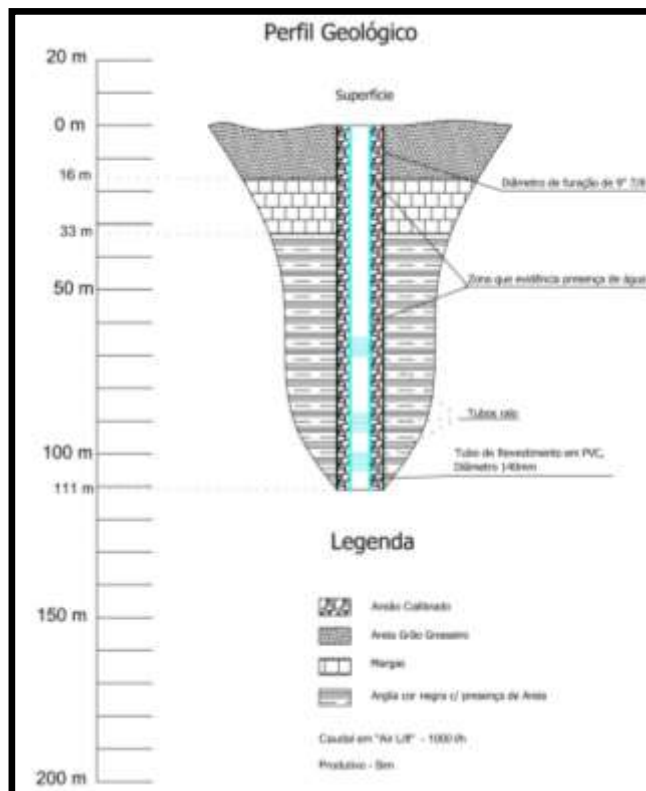 Perfil Geológico
20 m
Superfície
0 m
Diâmetro de furação de 9" 7/8
16 m
33 m
Zona que evidência presença de água
50 m
Tubos ralo
100 m
Tubo de Revestimento em PVC,
Diâmetro 140mm
111 m
Legenda
150 m
Areão Calibrado
Areia Grão Grosseiro
Margas
Argila cor negra c/ presença de Areia
Caudal em "Air Lift" - 1000 l/h
Produtivo - Sim
200 m